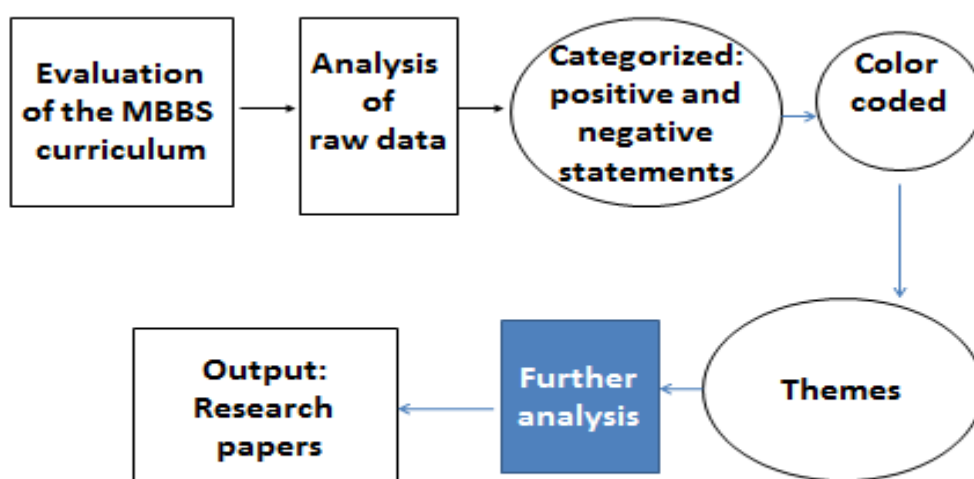 Evaluation
of the MBBS
curriculum
Analysis
of
raw data
Categorized:
positive and
negative
statements
Color
coded
Themes
Further
analysis
Output:
Research
papers